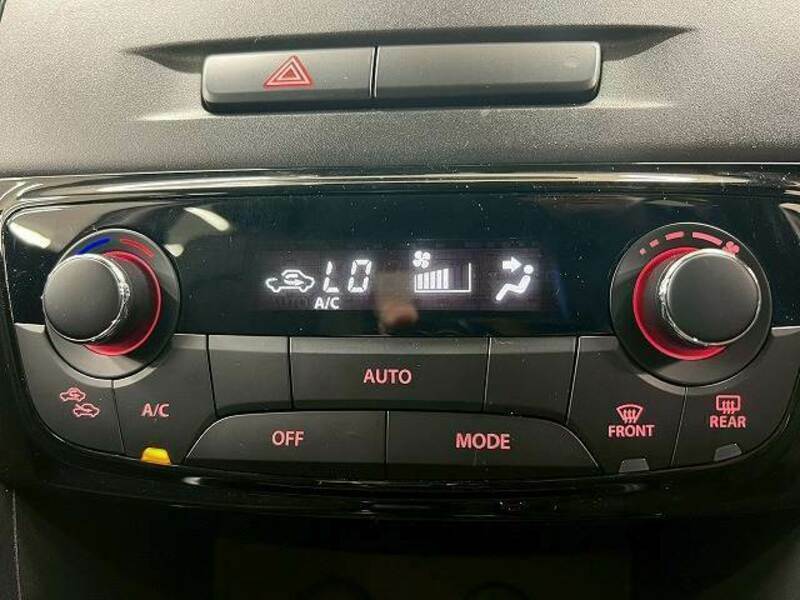 LO
A/C
AUTO
A/C
OFF
MODE
FRONT
REAR